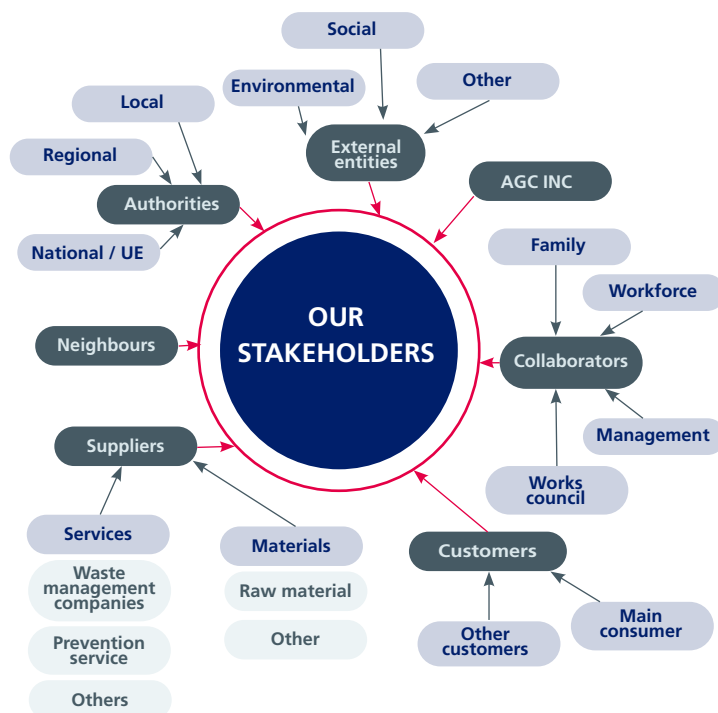 Social
Environmental
Other
Local
External
entities
Regional
AGC INC
Authorities
National / UE
Family
Workforce
OUR
STAKEHOLDERS
Neighbours
Collaborators
Suppliers
Management
Works
council
Services
Materials
Customers
Waste
management
companies
Raw material
Main
consumer
Other
customers
Prevention
service
Other
Others